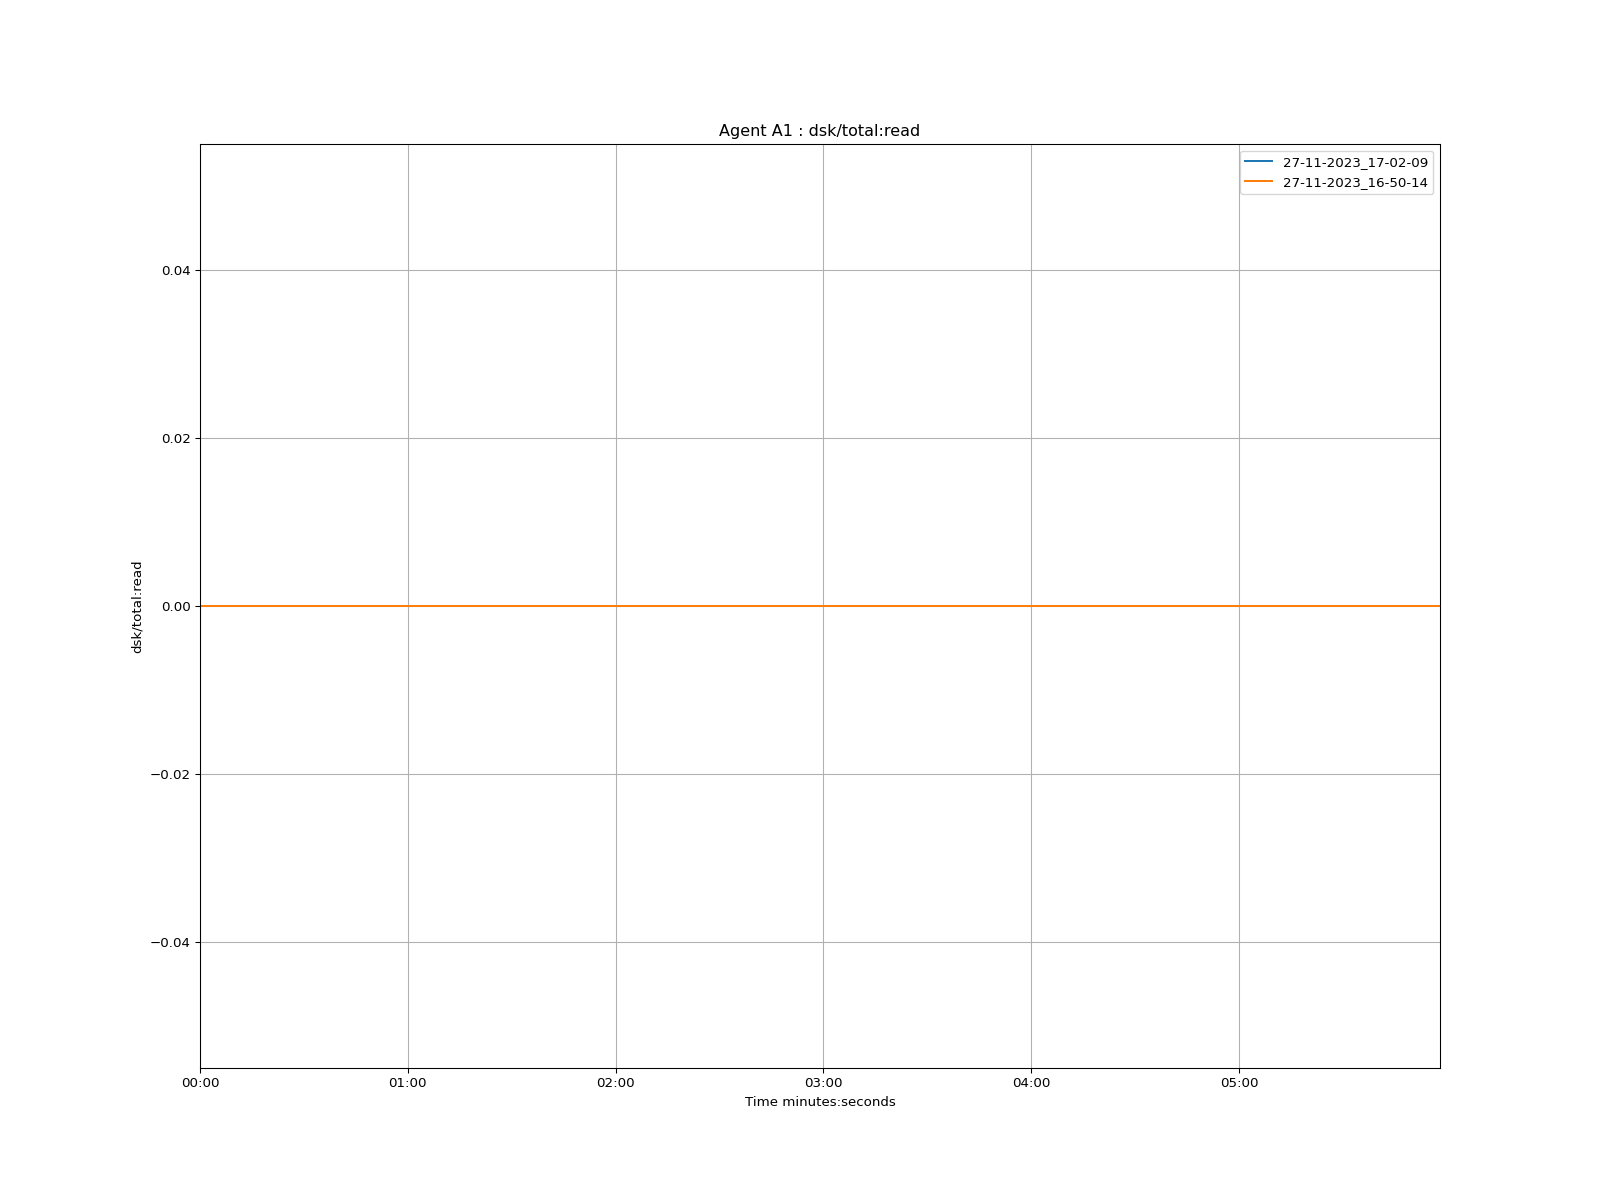 Agent A1 : dsk/total:read
27-11-2023_17-02-09
27-11-2023_16-50-14
0.04
0.02
0.00
−0.02
−0.04
dsk/total:read
00:00 01:00 02:00 03:00 04:00 05:00
Time minutes:seconds